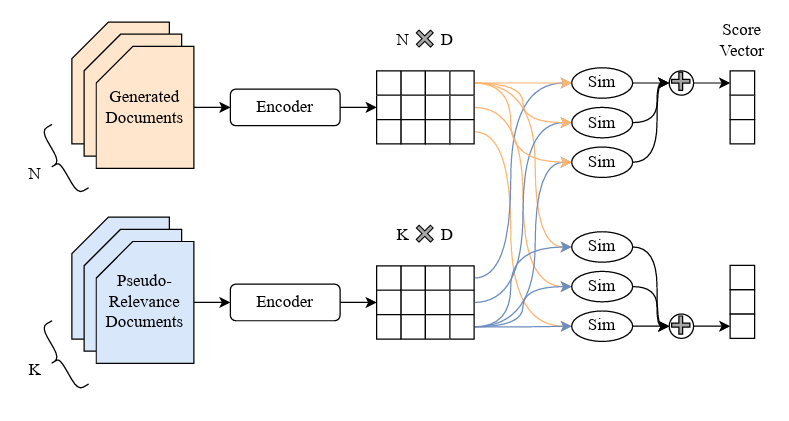 Score
Vector
N ✖ D
Generated
Documents
Encoder
Sim
Sim
Sim
N
K ✖ D
Pseudo-
Relevance
Documents
Encoder
Sim
Sim
Sim
K